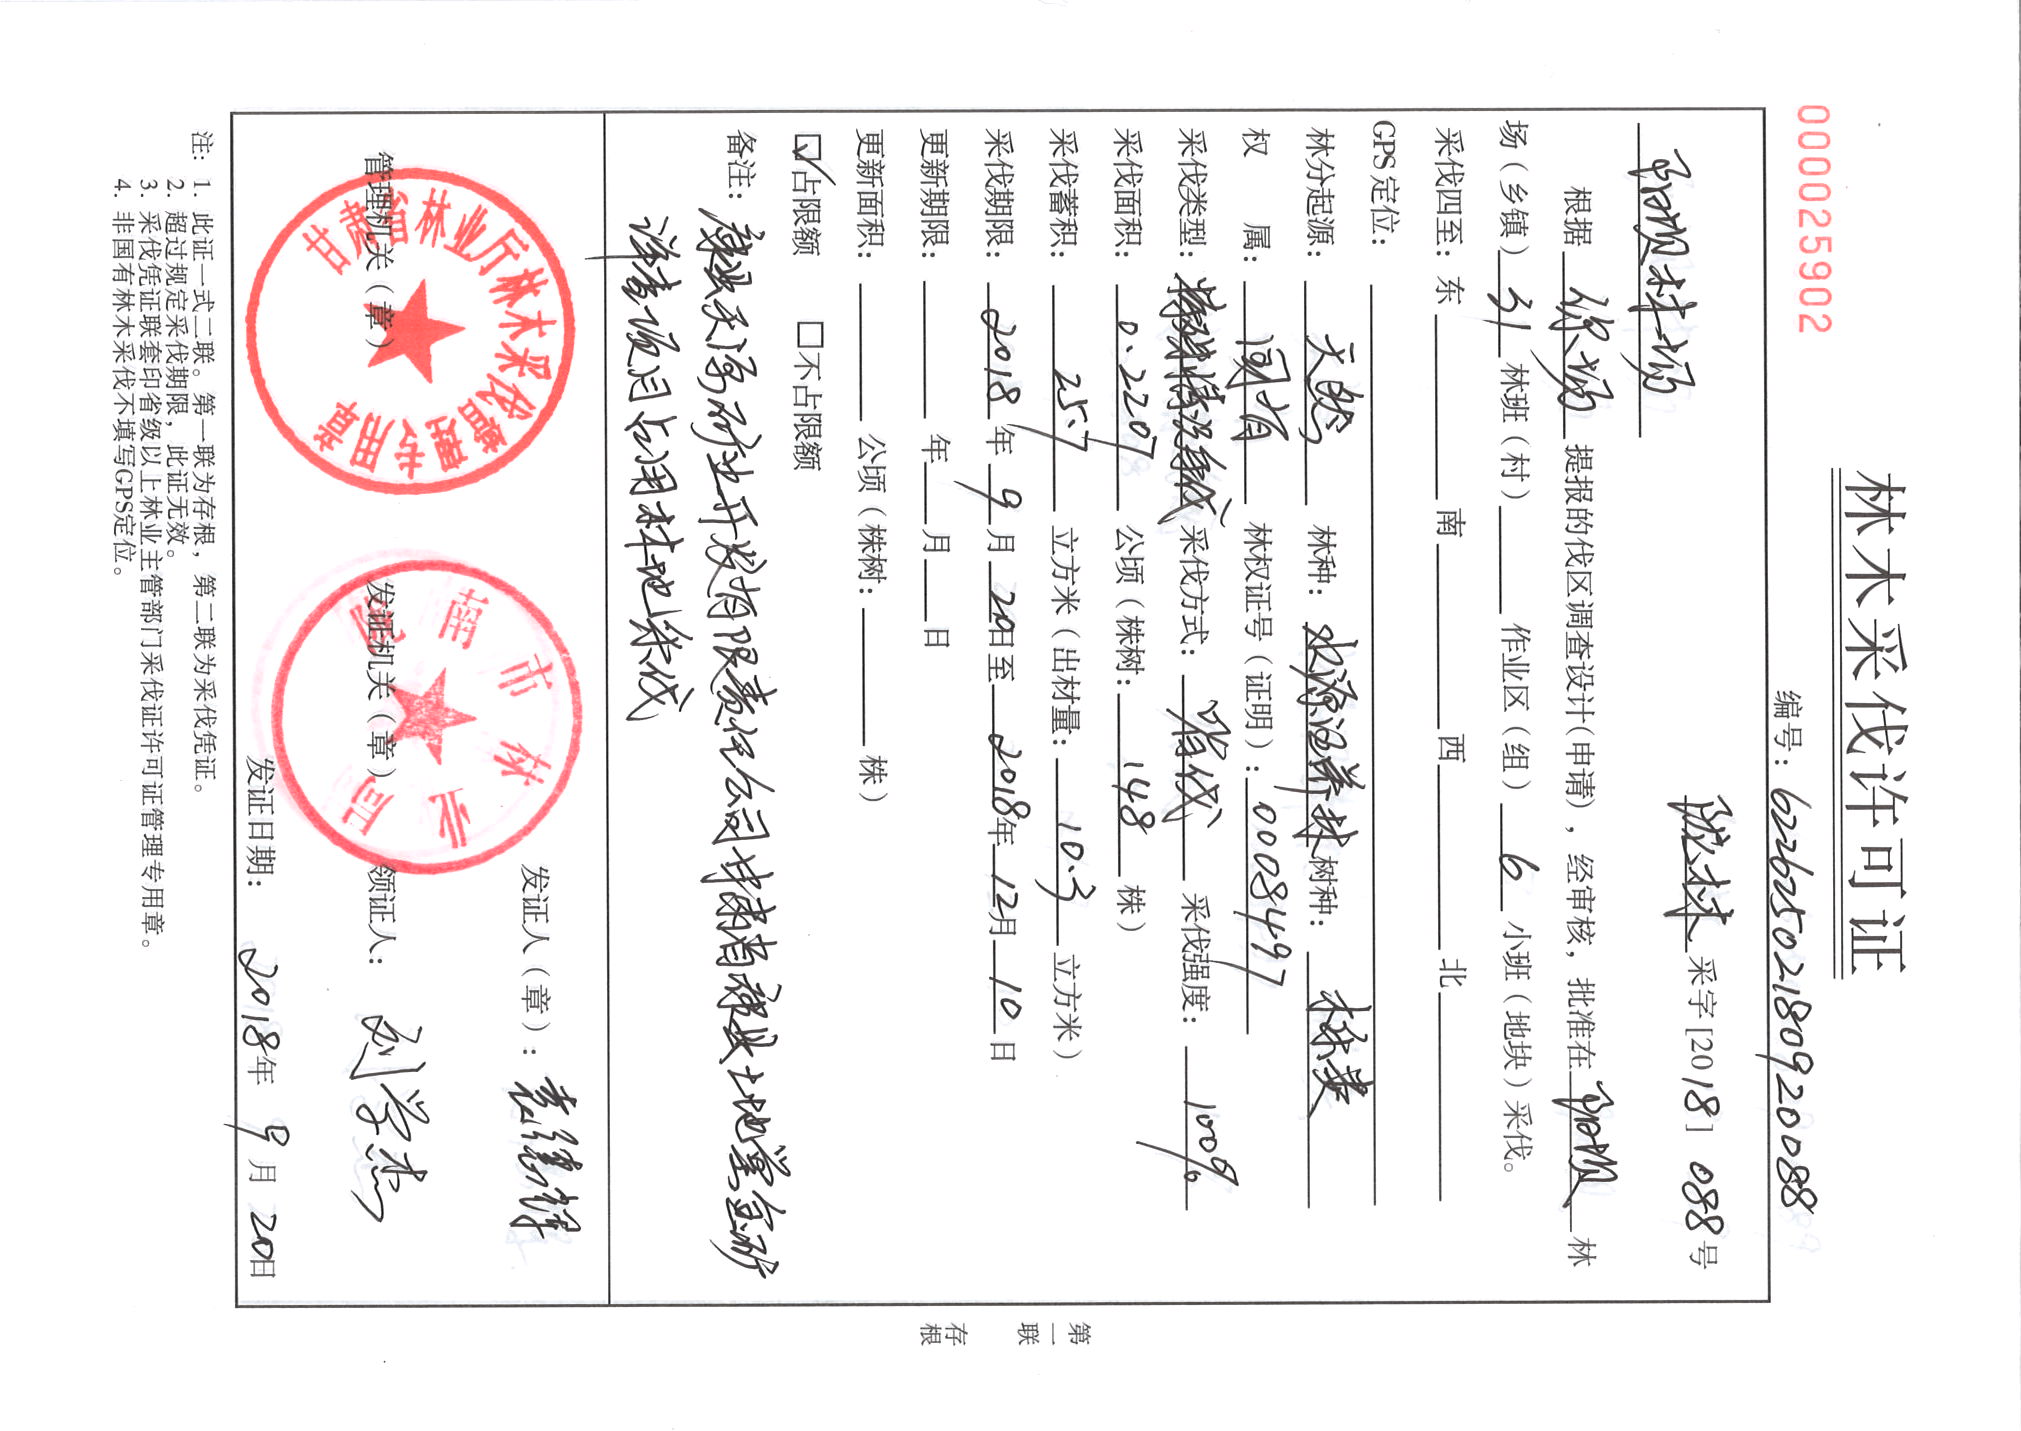 林木采伐许可证
000025902
编号：62262502180920088
陇林 采字[2018] 088号
阳坝林场
根据 你场 提报的伐区调查设计(申请)，经审核，批准在 阳坝 林
场（乡镇） 31 林班（村） 作业区（组） 6 小班（地块）采伐。
采伐四至：东 南 西 北
GPS定位：
林分起源： 天然 林种：水源涵养林 树种： 栎类
权 属： 国有 林权证号（证明）：0008497
采伐类型：特殊情况采伐 采伐方式： 皆伐 采伐强度： 100%
采伐面积： 0.2207 公顷（株树： 148 株）
采伐蓄积： 25.7 立方米（出材量： 10.3 立方米）
采伐期限： 2018 年 9 月 20日至 2018年 12月 10 日
更新期限： 年 月 日
更新面积： 公顷（株树： 株）
☑占限额 □不占限额
备注：康县天源矿业开发有限责任公司甘肃省康县土地堂金矿
详查项目占用林地采伐
甘肃省林业厅林木采伐管理专用章
陇南市林业局
发证人（章）：袁德辉
管理机关（章） 发证机关（章） 领证人： 刘学杰
发证日期： 2018年 9 月 20日
第一联 存根
注: 1. 此证一式二联。第一联为存根，第二联为采伐凭证。
2. 超过规定采伐期限，此证无效。
3. 采伐凭证联套印省级以上林业主管部门采伐证许可证管理专用章。
4. 非国有林木采伐不填写GPS定位。